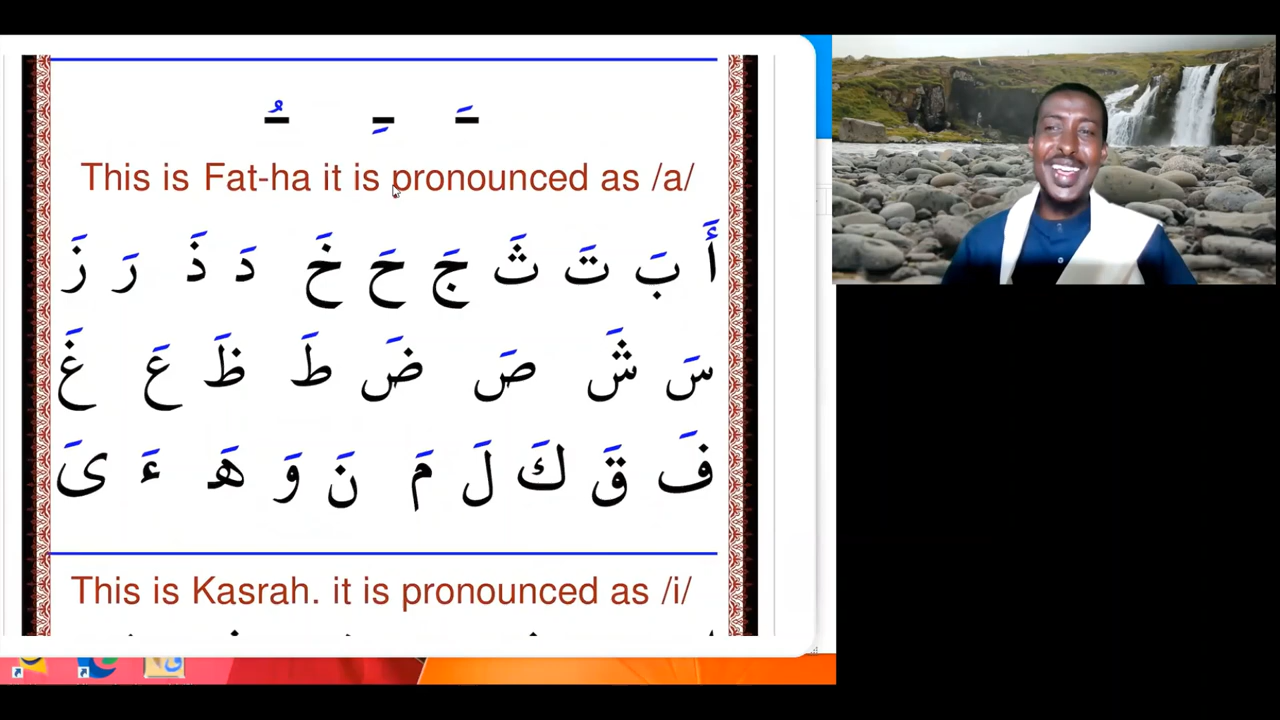 ـَ ـِ ـُ
This is Fat-ha it is pronounced as /a/
أَ بَ تَ ثَ جَ حَ خَ دَ ذَ رَ زَ
سَ شَ صَ ضَ طَ ظَ عَ غَ
فَ قَ كَ لَ مَ نَ وَ هَ ءَ ىَ
This is Kasrah. it is pronounced as /i/